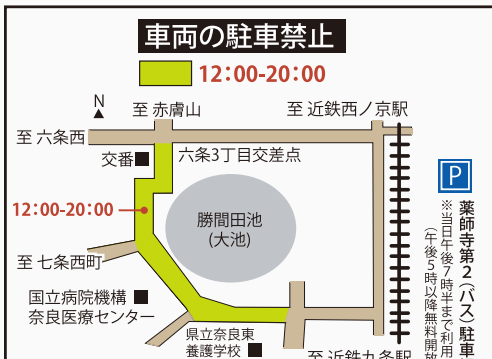 車両の駐車禁止
12:00-20:00
N
至 赤膚山
至 近鉄西ノ京駅
至 六条西
交番
六条3丁目交差点
P
12:00-20:00
勝間田池
(大池)
薬師寺第2(バス)駐車
※当日午後7時半まで利用
(午後5時以降無料開
至 七条西町
国立病院機構
奈良医療センター
県立奈良東
養護学校
至 近鉄九条駅